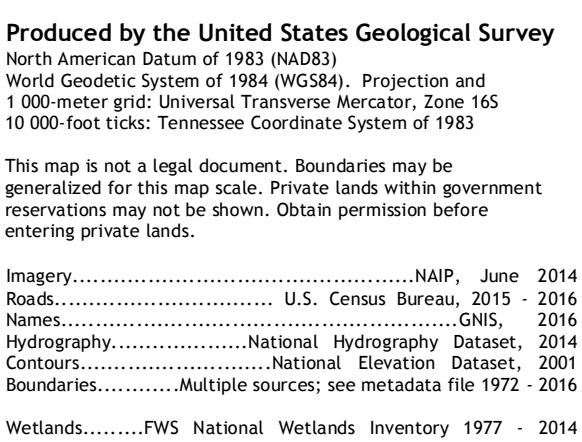 Produced by the United States Geological Survey
North American Datum of 1983 (NAD83)
World Geodetic System of 1984 (WGS84). Projection and
1 000-meter grid: Universal Transverse Mercator, Zone 16S
10 000-foot ticks: Tennessee Coordinate System of 1983
This map is not a legal document. Boundaries may be
generalized for this map scale. Private lands within government
reservations may not be shown. Obtain permission before
entering private lands.
Imagery..................................................NAIP, June 2014
Roads................................ U.S. Census Bureau, 2015 - 2016
Names..........................................................GNIS, 2016
Hydrography....................National Hydrography Dataset, 2014
Contours............................National Elevation Dataset, 2001
Boundaries............Multiple sources; see metadata file 1972 - 2016
Wetlands.........FWS National Wetlands Inventory 1977 - 2014